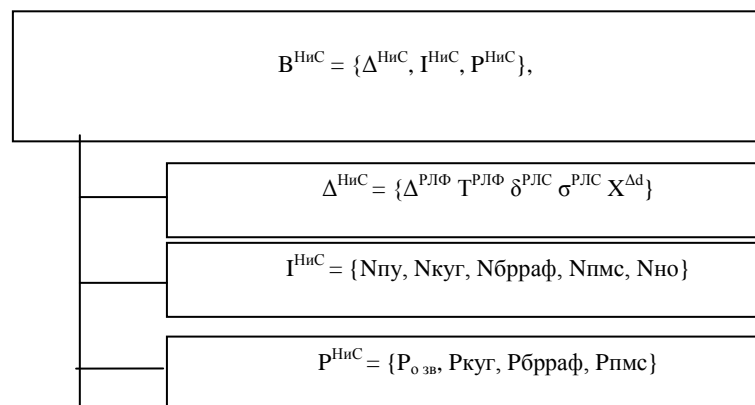 В^НиС = {Δ^НиС, I^НиС, P^НиС},
Δ^НиС = {Δ^РЛФ T^РЛФ δ^РЛС σ^РЛС X^Δd}
I^НиС = {Nпу, Nкуг, Nбрраф, Nпмс, Nно}
P^НиС = {P_о зв, Pкуг, Pбрраф, Pпмс}